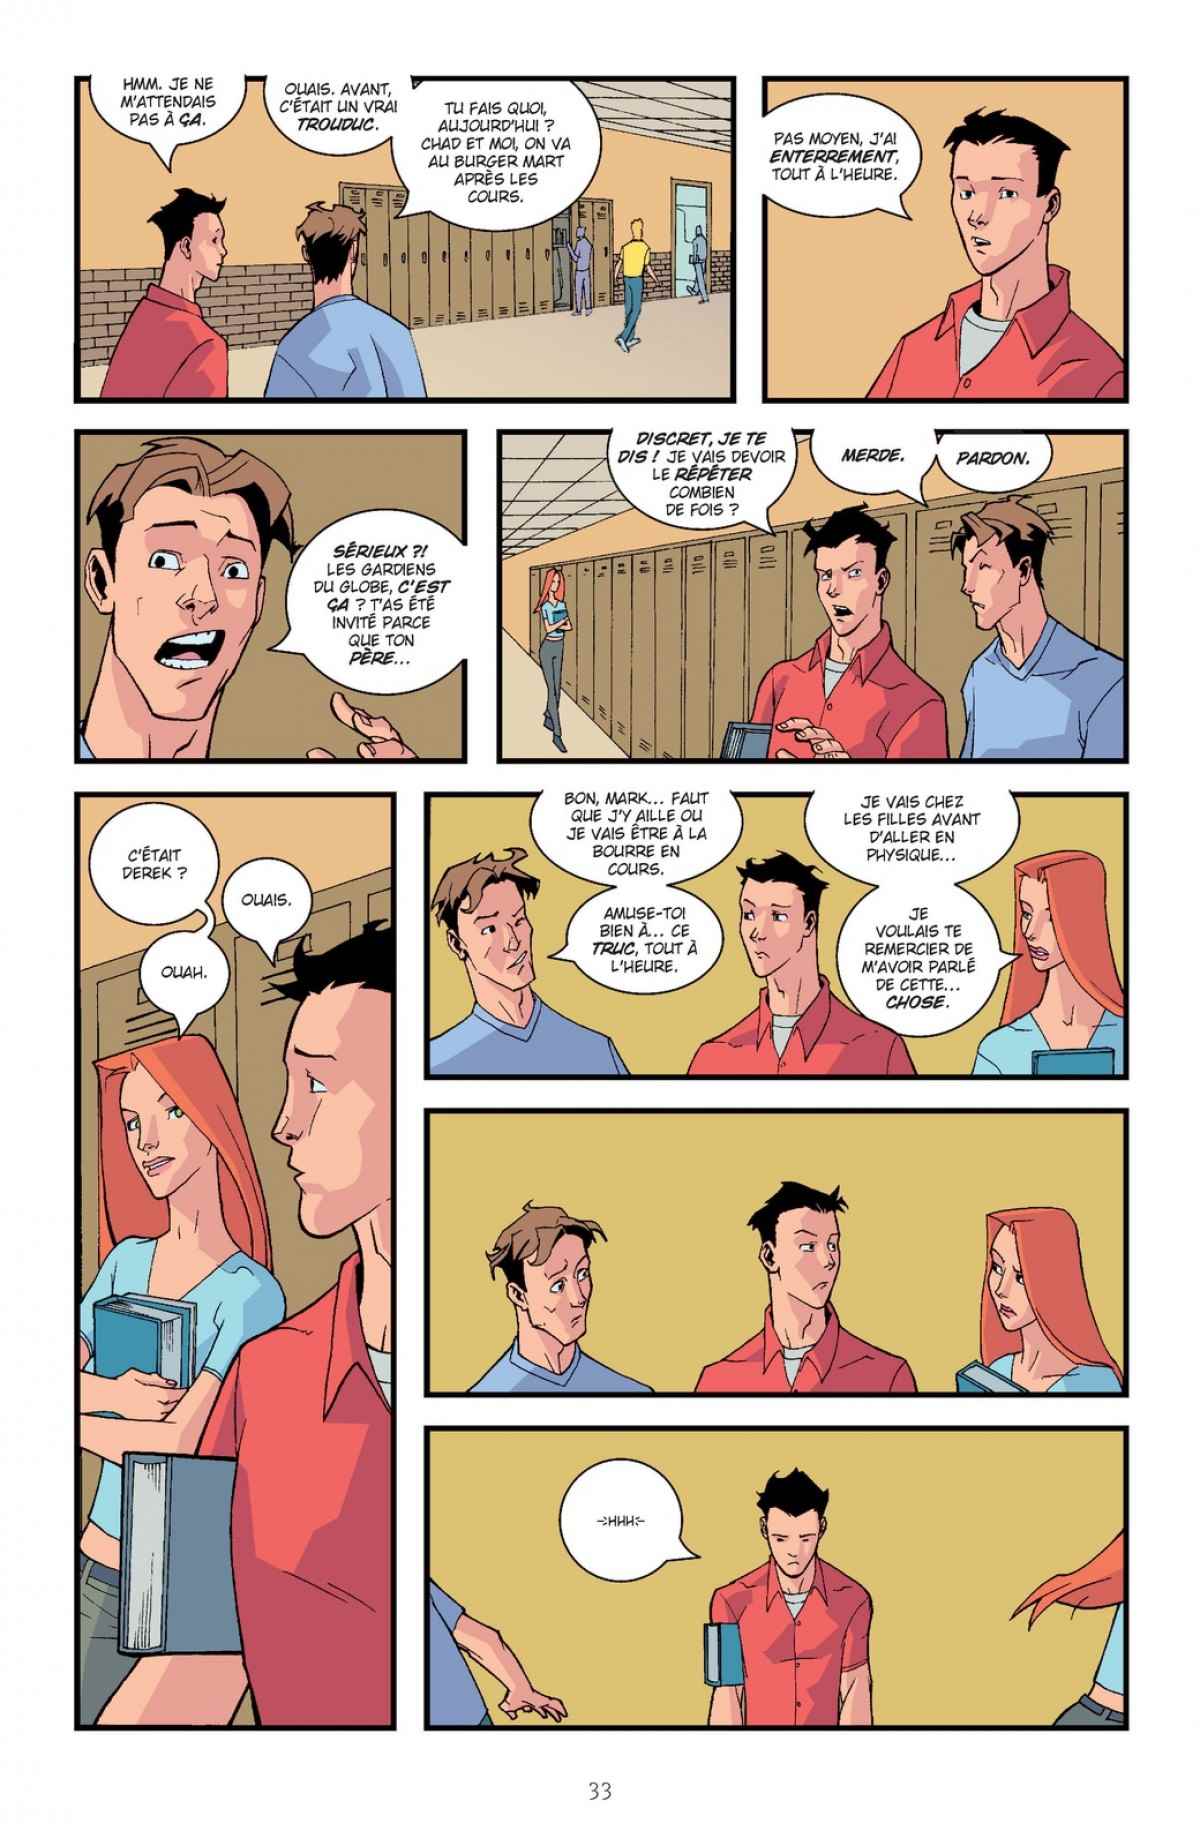 HMM. JE NE
M'ATTENDAIS
PAS À ÇA.
OUAIS. AVANT,
C'ÉTAIT UN VRAI
TROUDUC.
TU FAIS QUOI,
AUJOURD'HUI ?
CHAD ET MOI, ON VA
AU BURGER MART
APRÈS LES
COURS.
PAS MOYEN, J'AI
ENTERREMENT,
TOUT À L'HEURE.
SÉRIEUX ?!
LES GARDIENS
DU GLOBE, C'EST
ÇA ? T'AS ÉTÉ
INVITÉ PARCE
QUE TON
PÈRE...
DISCRET, JE TE
DIS ! JE VAIS DEVOIR
LE RÉPÉTER
COMBIEN
DE FOIS ?
MERDE.
PARDON.
C'ÉTAIT
DEREK ?
OUAIS.
OUAH.
BON, MARK... FAUT
QUE J'Y AILLE OU
JE VAIS ÊTRE À LA
BOURRE EN
COURS.
AMUSE-TOI
BIEN À... CE
TRUC, TOUT À
L'HEURE.
JE VAIS CHEZ
LES FILLES AVANT
D'ALLER EN
PHYSIQUE...
JE
VOULAIS TE
REMERCIER DE
M'AVOIR PARLÉ
DE CETTE...
CHOSE.
-HHH-
33